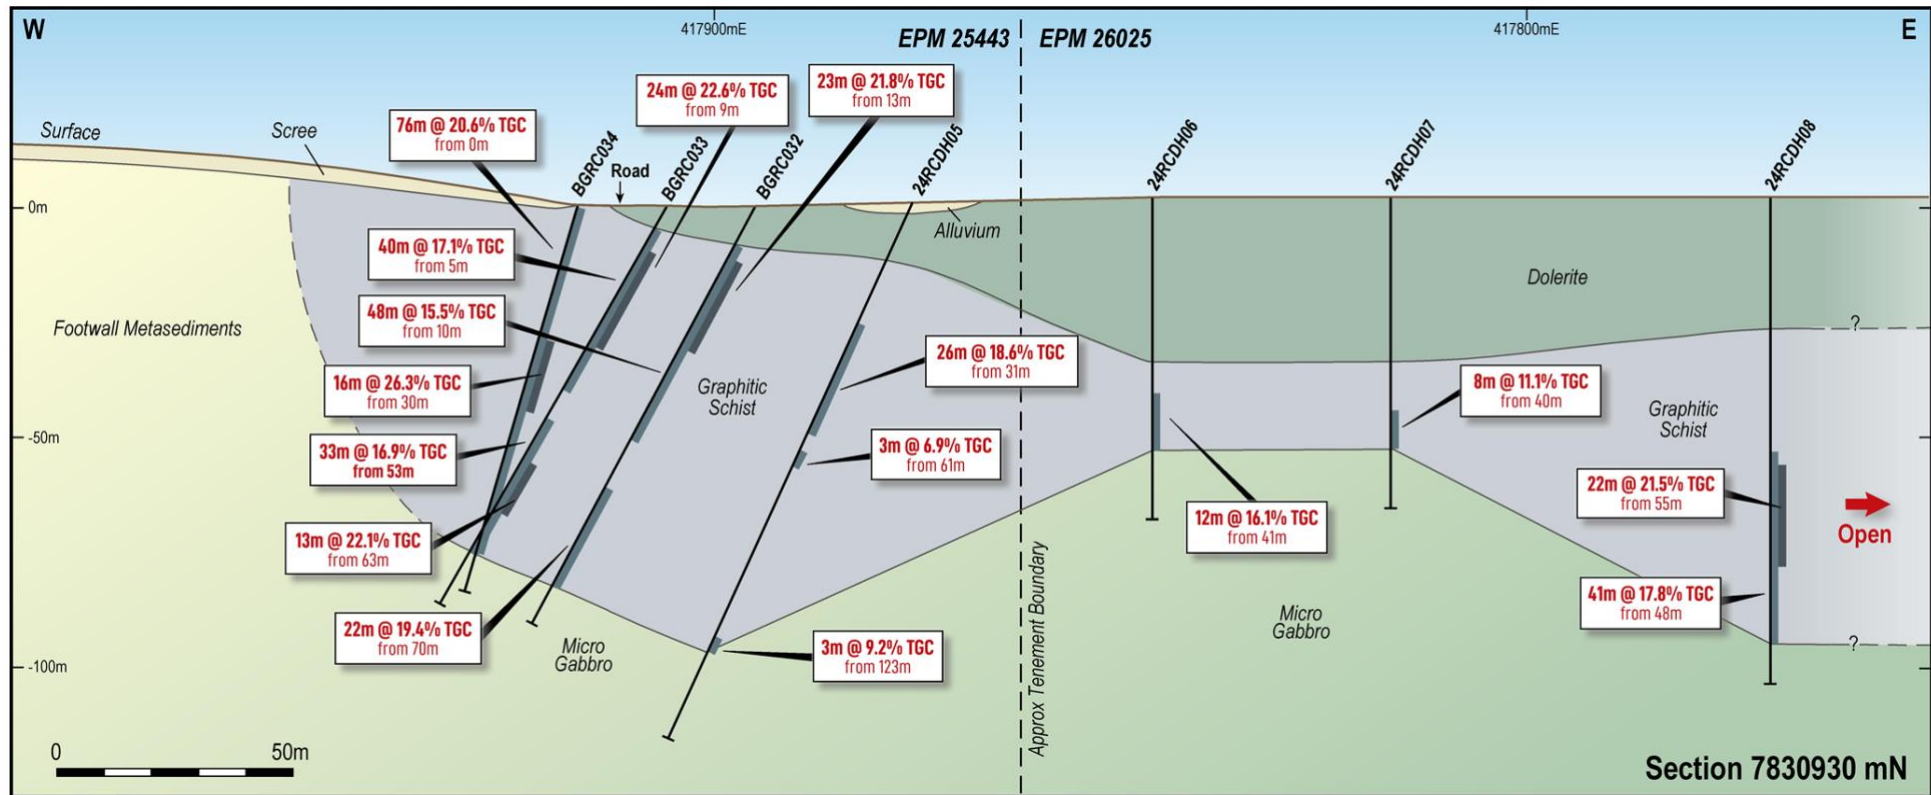 W
417900mE
EPM 25443
EPM 26025
417800mE
E
Surface
Scree
76m @ 20.6% TGC
from 0m
24m @ 22.6% TGC
from 9m
23m @ 21.8% TGC
from 13m
BGRC034
Road
BGRC033
BGRC032
24RCDH05
24RCDH06
24RCDH07
24RCDH08
0m
Alluvium
40m @ 17.1% TGC
from 5m
Dolerite
Footwall Metasediments
48m @ 15.5% TGC
from 10m
?
26m @ 18.6% TGC
from 31m
16m @ 26.3% TGC
from 30m
Graphitic
Schist
8m @ 11.1% TGC
from 40m
Graphitic
Schist
-50m
33m @ 16.9% TGC
from 53m
3m @ 6.9% TGC
from 61m
22m @ 21.5% TGC
from 55m
12m @ 16.1% TGC
from 41m
Open
13m @ 22.1% TGC
from 63m
Approx Tenement Boundary
41m @ 17.8% TGC
from 48m
22m @ 19.4% TGC
from 70m
Micro
Gabbro
Micro
Gabbro
3m @ 9.2% TGC
from 123m
?
-100m
0
50m
Section 7830930 mN